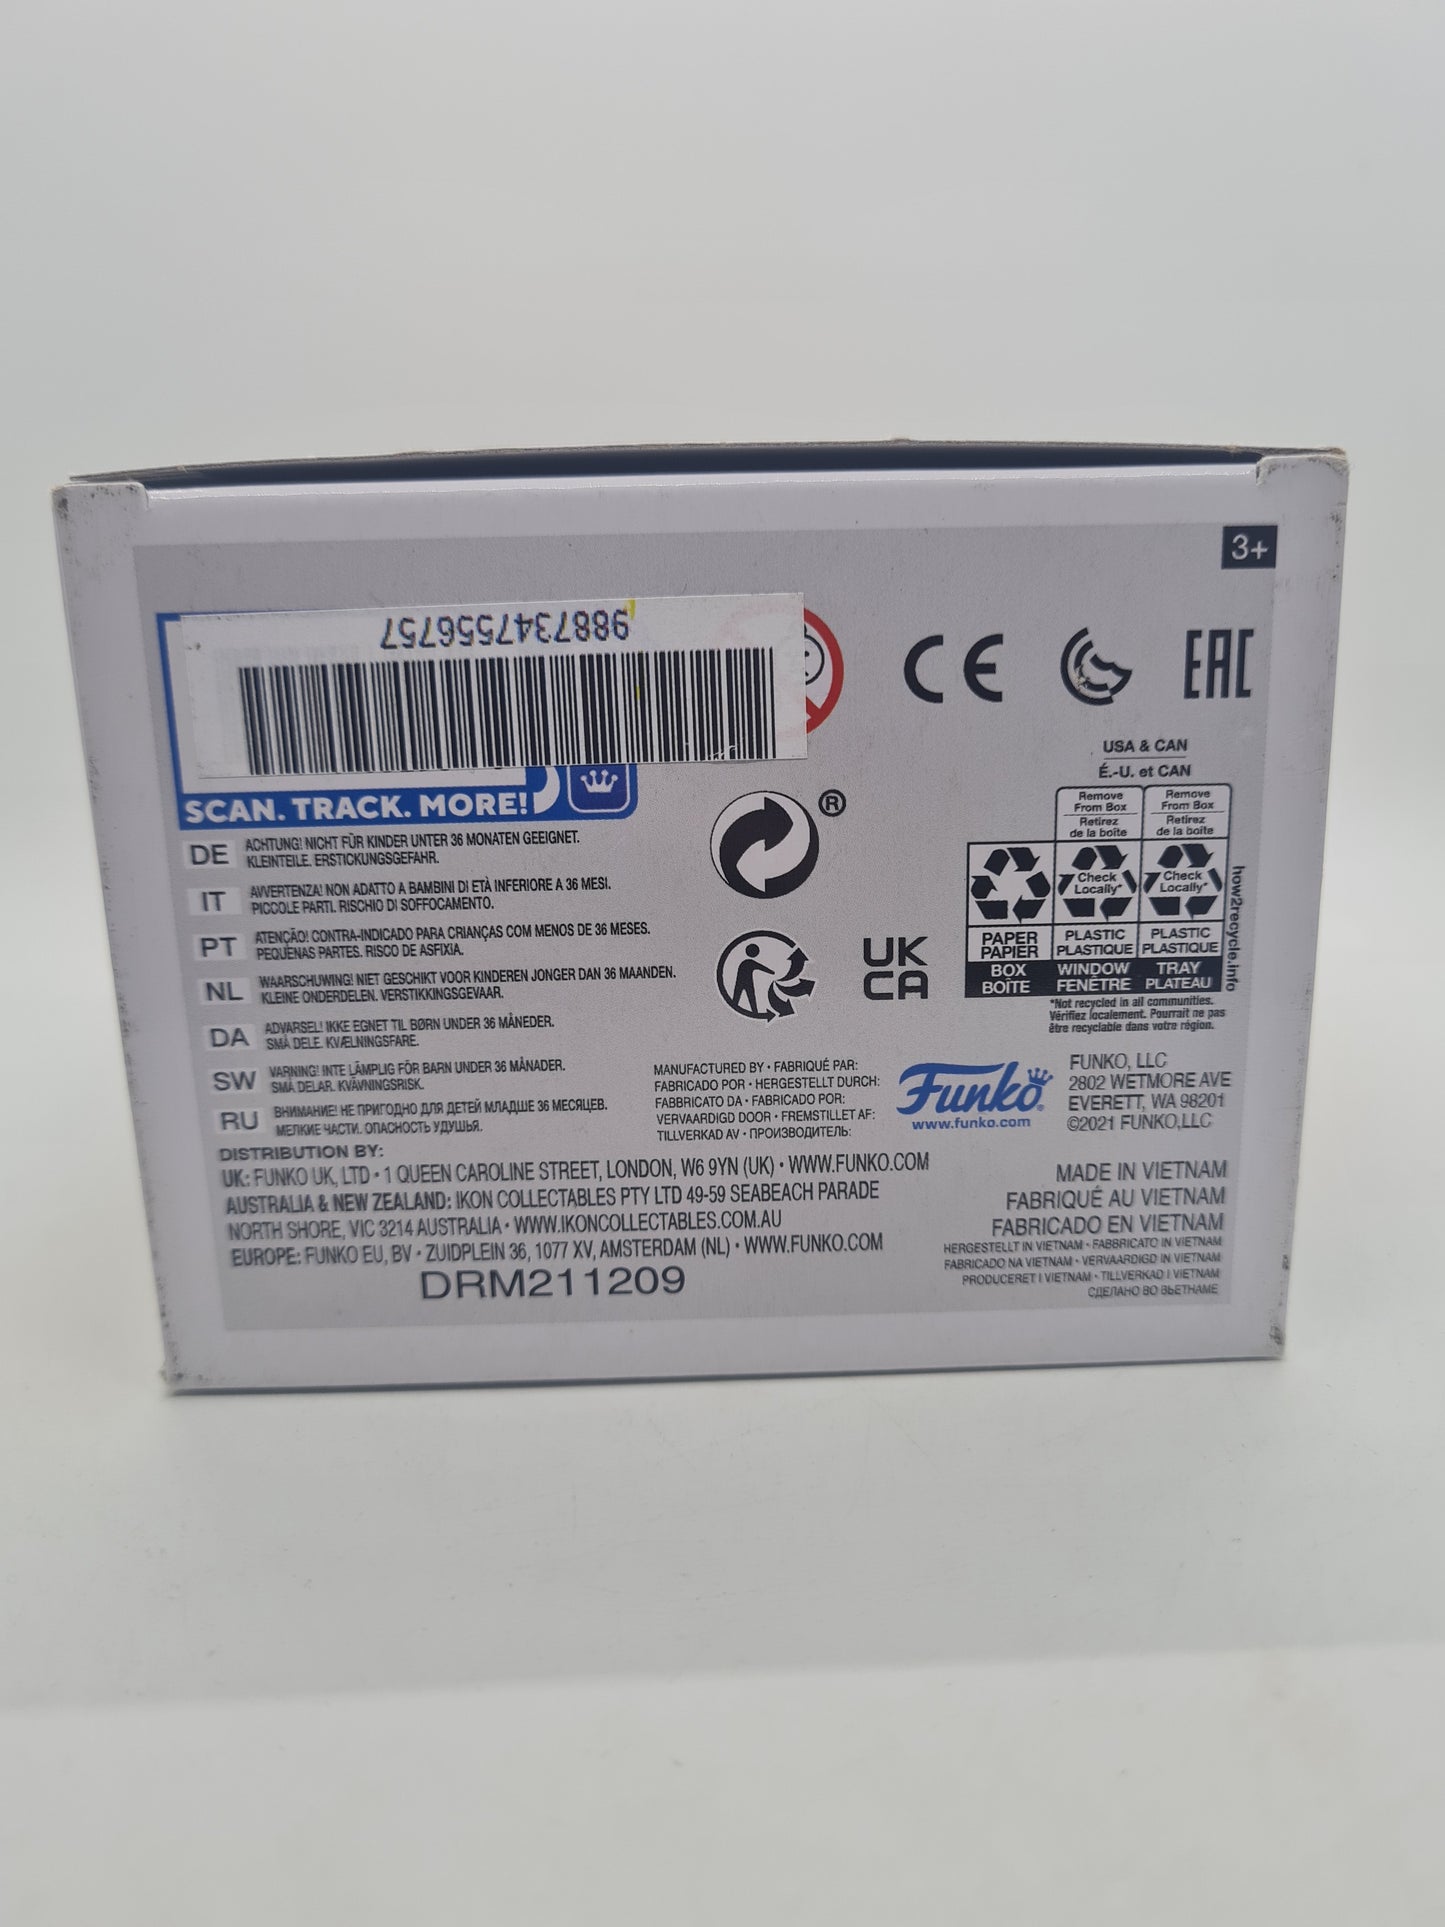 3+
9887347556757
CE
EAC
SCAN. TRACK. MORE!
®
USA & CAN
É.-U. et CAN
Remove
From Box
Retirez
de la boîte
Remove
From Box
Retirez
de la boîte
Check
Locally*
Check
Locally*
PAPER
PAPIER
PLASTIC
PLASTIQUE
PLASTIC
PLASTIQUE
BOX
BOÎTE
WINDOW
FENÊTRE
TRAY
PLATEAU
how2recycle.info
*Not recycled in all communities.
Vérifiez localement. Pourrait ne pas
être recyclable dans votre région.
UK
CA
DE ACHTUNG! NICHT FÜR KINDER UNTER 36 MONATEN GEEIGNET.
KLEINTEILE. ERSTICKUNGSGEFAHR.
IT AVVERTENZA! NON ADATTO A BAMBINI DI ETÀ INFERIORE A 36 MESI.
PICCOLE PARTI. RISCHIO DI SOFFOCAMENTO.
PT ATENÇÃO! CONTRA-INDICADO PARA CRIANÇAS COM MENOS DE 36 MESES.
PEQUENAS PARTES. RISCO DE ASFIXIA.
NL WAARSCHUWING! NIET GESCHIKT VOOR KINDEREN JONGER DAN 36 MAANDEN.
KLEINE ONDERDELEN. VERSTIKKINGSGEVAAR.
DA ADVARSEL! IKKE EGNET TIL BØRN UNDER 36 MÅNEDER.
SMÅ DELE. KVÆLNINGSFARE.
SW VARNING! INTE LÄMPLIG FÖR BARN UNDER 36 MÅNADER.
SMÅ DELAR. KVÄVNINGSRISK.
RU ВНИМАНИЕ! НЕ ПРИГОДНО ДЛЯ ДЕТЕЙ МЛАДШЕ 36 МЕСЯЦЕВ.
МЕЛКИЕ ЧАСТИ. ОПАСНОСТЬ УДУШЬЯ.
MANUFACTURED BY • FABRIQUÉ PAR:
FABRICADO POR • HERGESTELLT DURCH:
FABBRICATO DA • FABRICADO POR:
VERVAARDIGD DOOR • FREMSTILLET AF:
TILLVERKAD AV • ПРОИЗВОДИТЕЛЬ:
Funko
www.funko.com
FUNKO, LLC
2802 WETMORE AVE
EVERETT, WA 98201
©2021 FUNKO,LLC
DISTRIBUTION BY:
UK: FUNKO UK, LTD • 1 QUEEN CAROLINE STREET, LONDON, W6 9YN (UK) • WWW.FUNKO.COM
AUSTRALIA & NEW ZEALAND: IKON COLLECTABLES PTY LTD 49-59 SEABEACH PARADE
NORTH SHORE, VIC 3214 AUSTRALIA • WWW.IKONCOLLECTABLES.COM.AU
EUROPE: FUNKO EU, BV • ZUIDPLEIN 36, 1077 XV, AMSTERDAM (NL) • WWW.FUNKO.COM
DRM211209
MADE IN VIETNAM
FABRIQUÉ AU VIETNAM
FABRICADO EN VIETNAM
HERGESTELLT IN VIETNAM • FABBRICATO IN VIETNAM
FABRICADO NA VIETNAM • VERVAARDIGD IN VIETNAM
PRODUCERET I VIETNAM • TILLVERKAD I VIETNAM
СДЕЛАНО ВО ВЬЕТНАМЕ